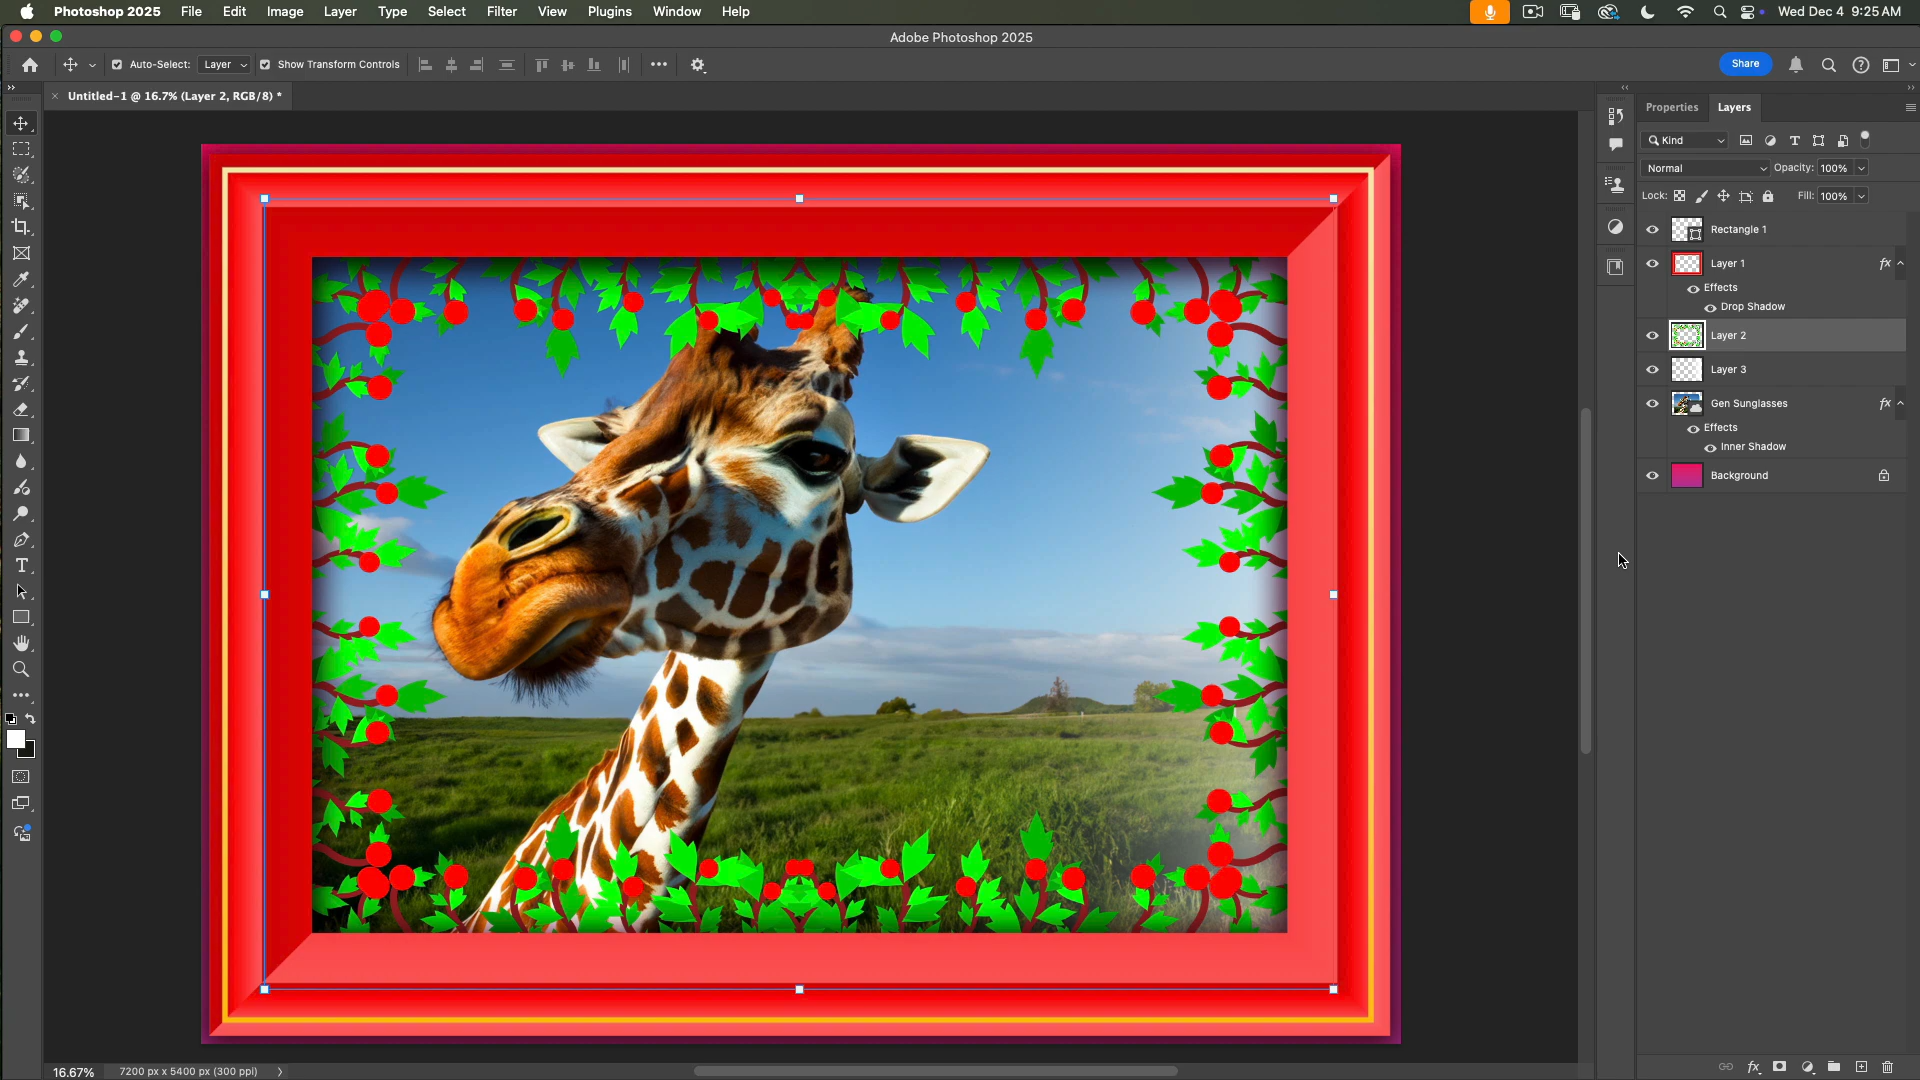 Photoshop 2025 File Edit Image Layer Type Select Filter View Plugins Window Help Wed Dec 4 9:25 AM
Adobe Photoshop 2025
Auto-Select: Layer Show Transform Controls Share
Untitled-1 @ 16.7% (Layer 2, RGB/8) *
Properties Layers
Kind
Normal Opacity: 100%
Lock: Fill: 100%
Rectangle 1
Layer 1 fx
Effects
Drop Shadow
Layer 2
Layer 3
Gen Sunglasses fx
Effects
Inner Shadow
Background
16.67% 7200 px x 5400 px (300 ppi)
fx